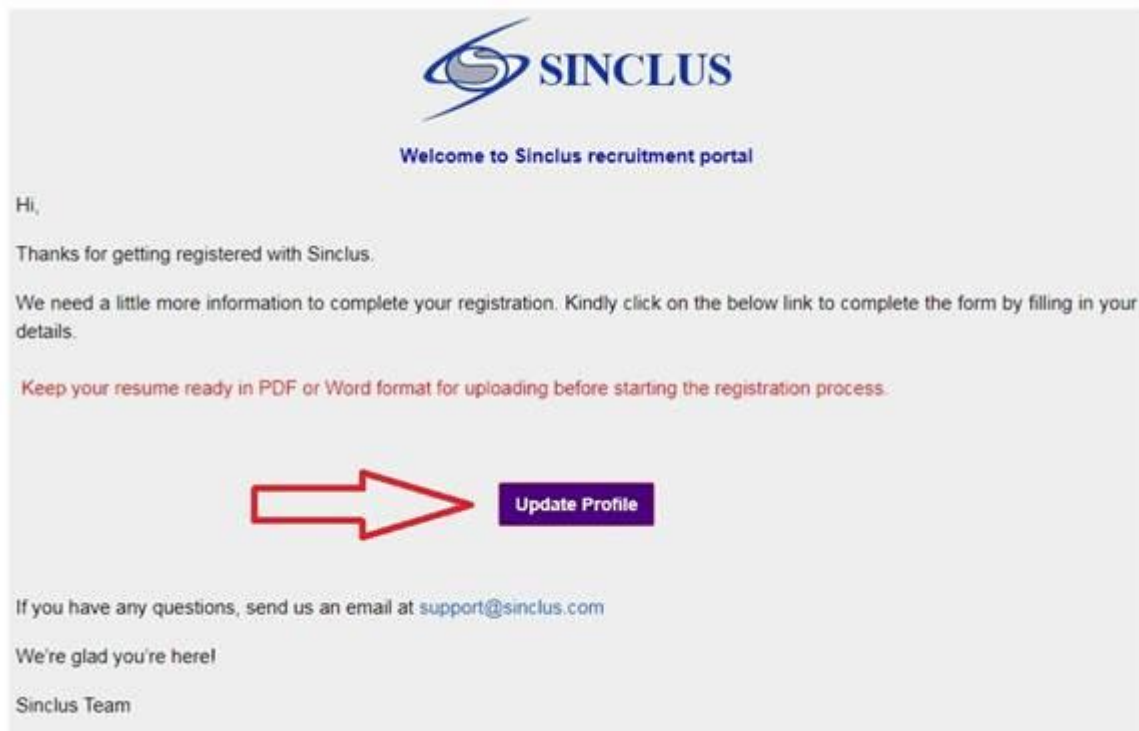 SINCLUS
Welcome to Sinclus recruitment portal
Hi,
Thanks for getting registered with Sinclus.
We need a little more information to complete your registration. Kindly click on the below link to complete the form by filling in your
details.
Keep your resume ready in PDF or Word format for uploading before starting the registration process.
Update Profile
If you have any questions, send us an email at support@sinclus.com
We're glad you're here!
Sinclus Team